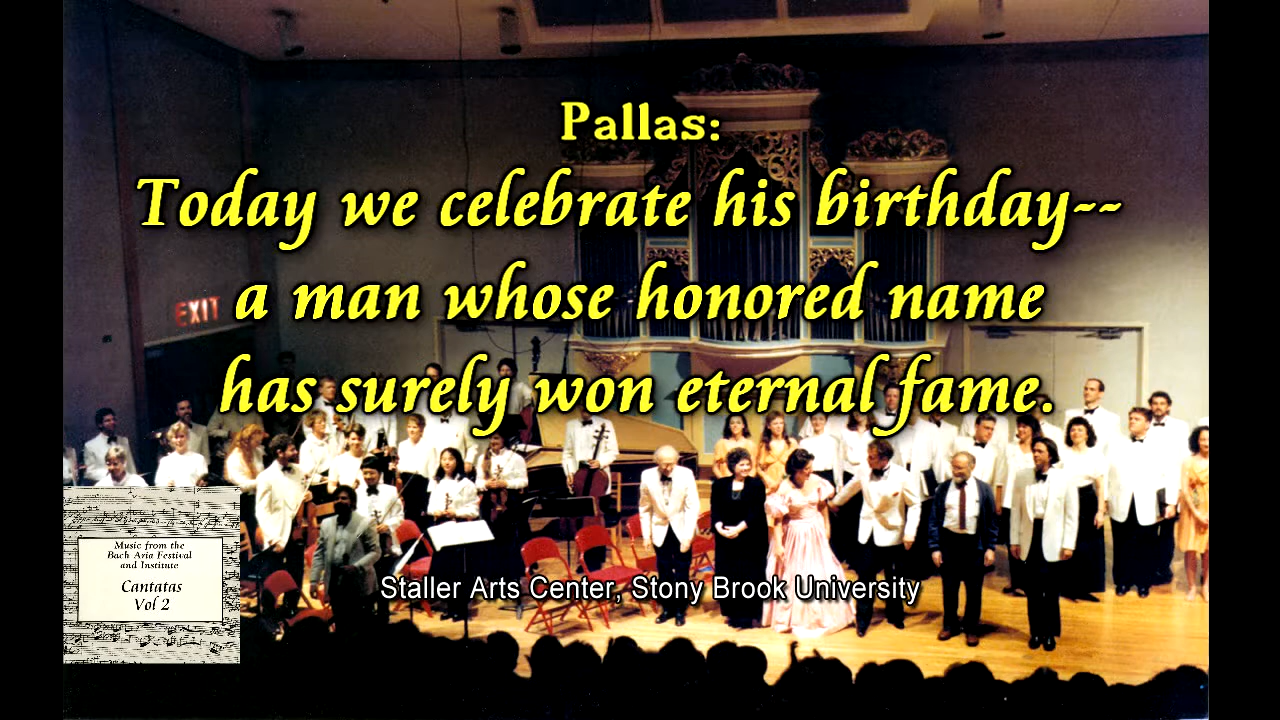 Pallas:
Today we celebrate his birthday--
a man whose honored name
has surely won eternal fame.
EXIT
Music from the
Bach Aria Festival
and Institute
Cantatas
Vol 2
Staller Arts Center, Stony Brook University